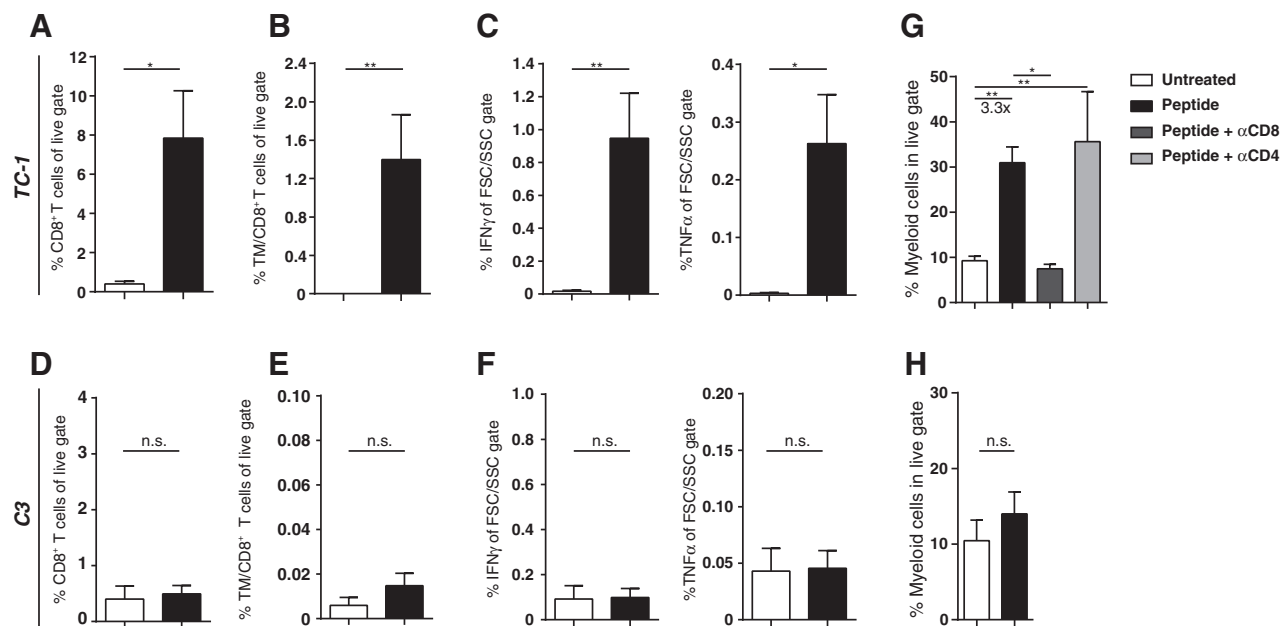 A
B
C
G
TC-1
% CD8+ T cells of live gate
12
10
8
6
4
2
0
*
% TM/CD8+ T cells of live gate
2.4
2.0
1.6
1.2
0.8
0.4
0
**
% IFNγ of FSC/SSC gate
1.4
1.2
1.0
0.8
0.6
0.4
0.2
0
**
%TNFα of FSC/SSC gate
0.4
0.3
0.2
0.1
0
*
% Myeloid cells in live gate
50
40
30
20
10
0
*
**
**
3.3x
Untreated
Peptide
Peptide + αCD8
Peptide + αCD4
D
E
F
H
C3
% CD8+ T cells of live gate
4
3
2
1
0
n.s.
% TM/CD8+ T cells of live gate
0.10
0.08
0.06
0.04
0.02
0
n.s.
% IFNγ of FSC/SSC gate
1.0
0.8
0.6
0.4
0.2
0
n.s.
%TNFα of FSC/SSC gate
0.20
0.15
0.10
0.05
0
n.s.
% Myeloid cells in live gate
30
20
10
0
n.s.